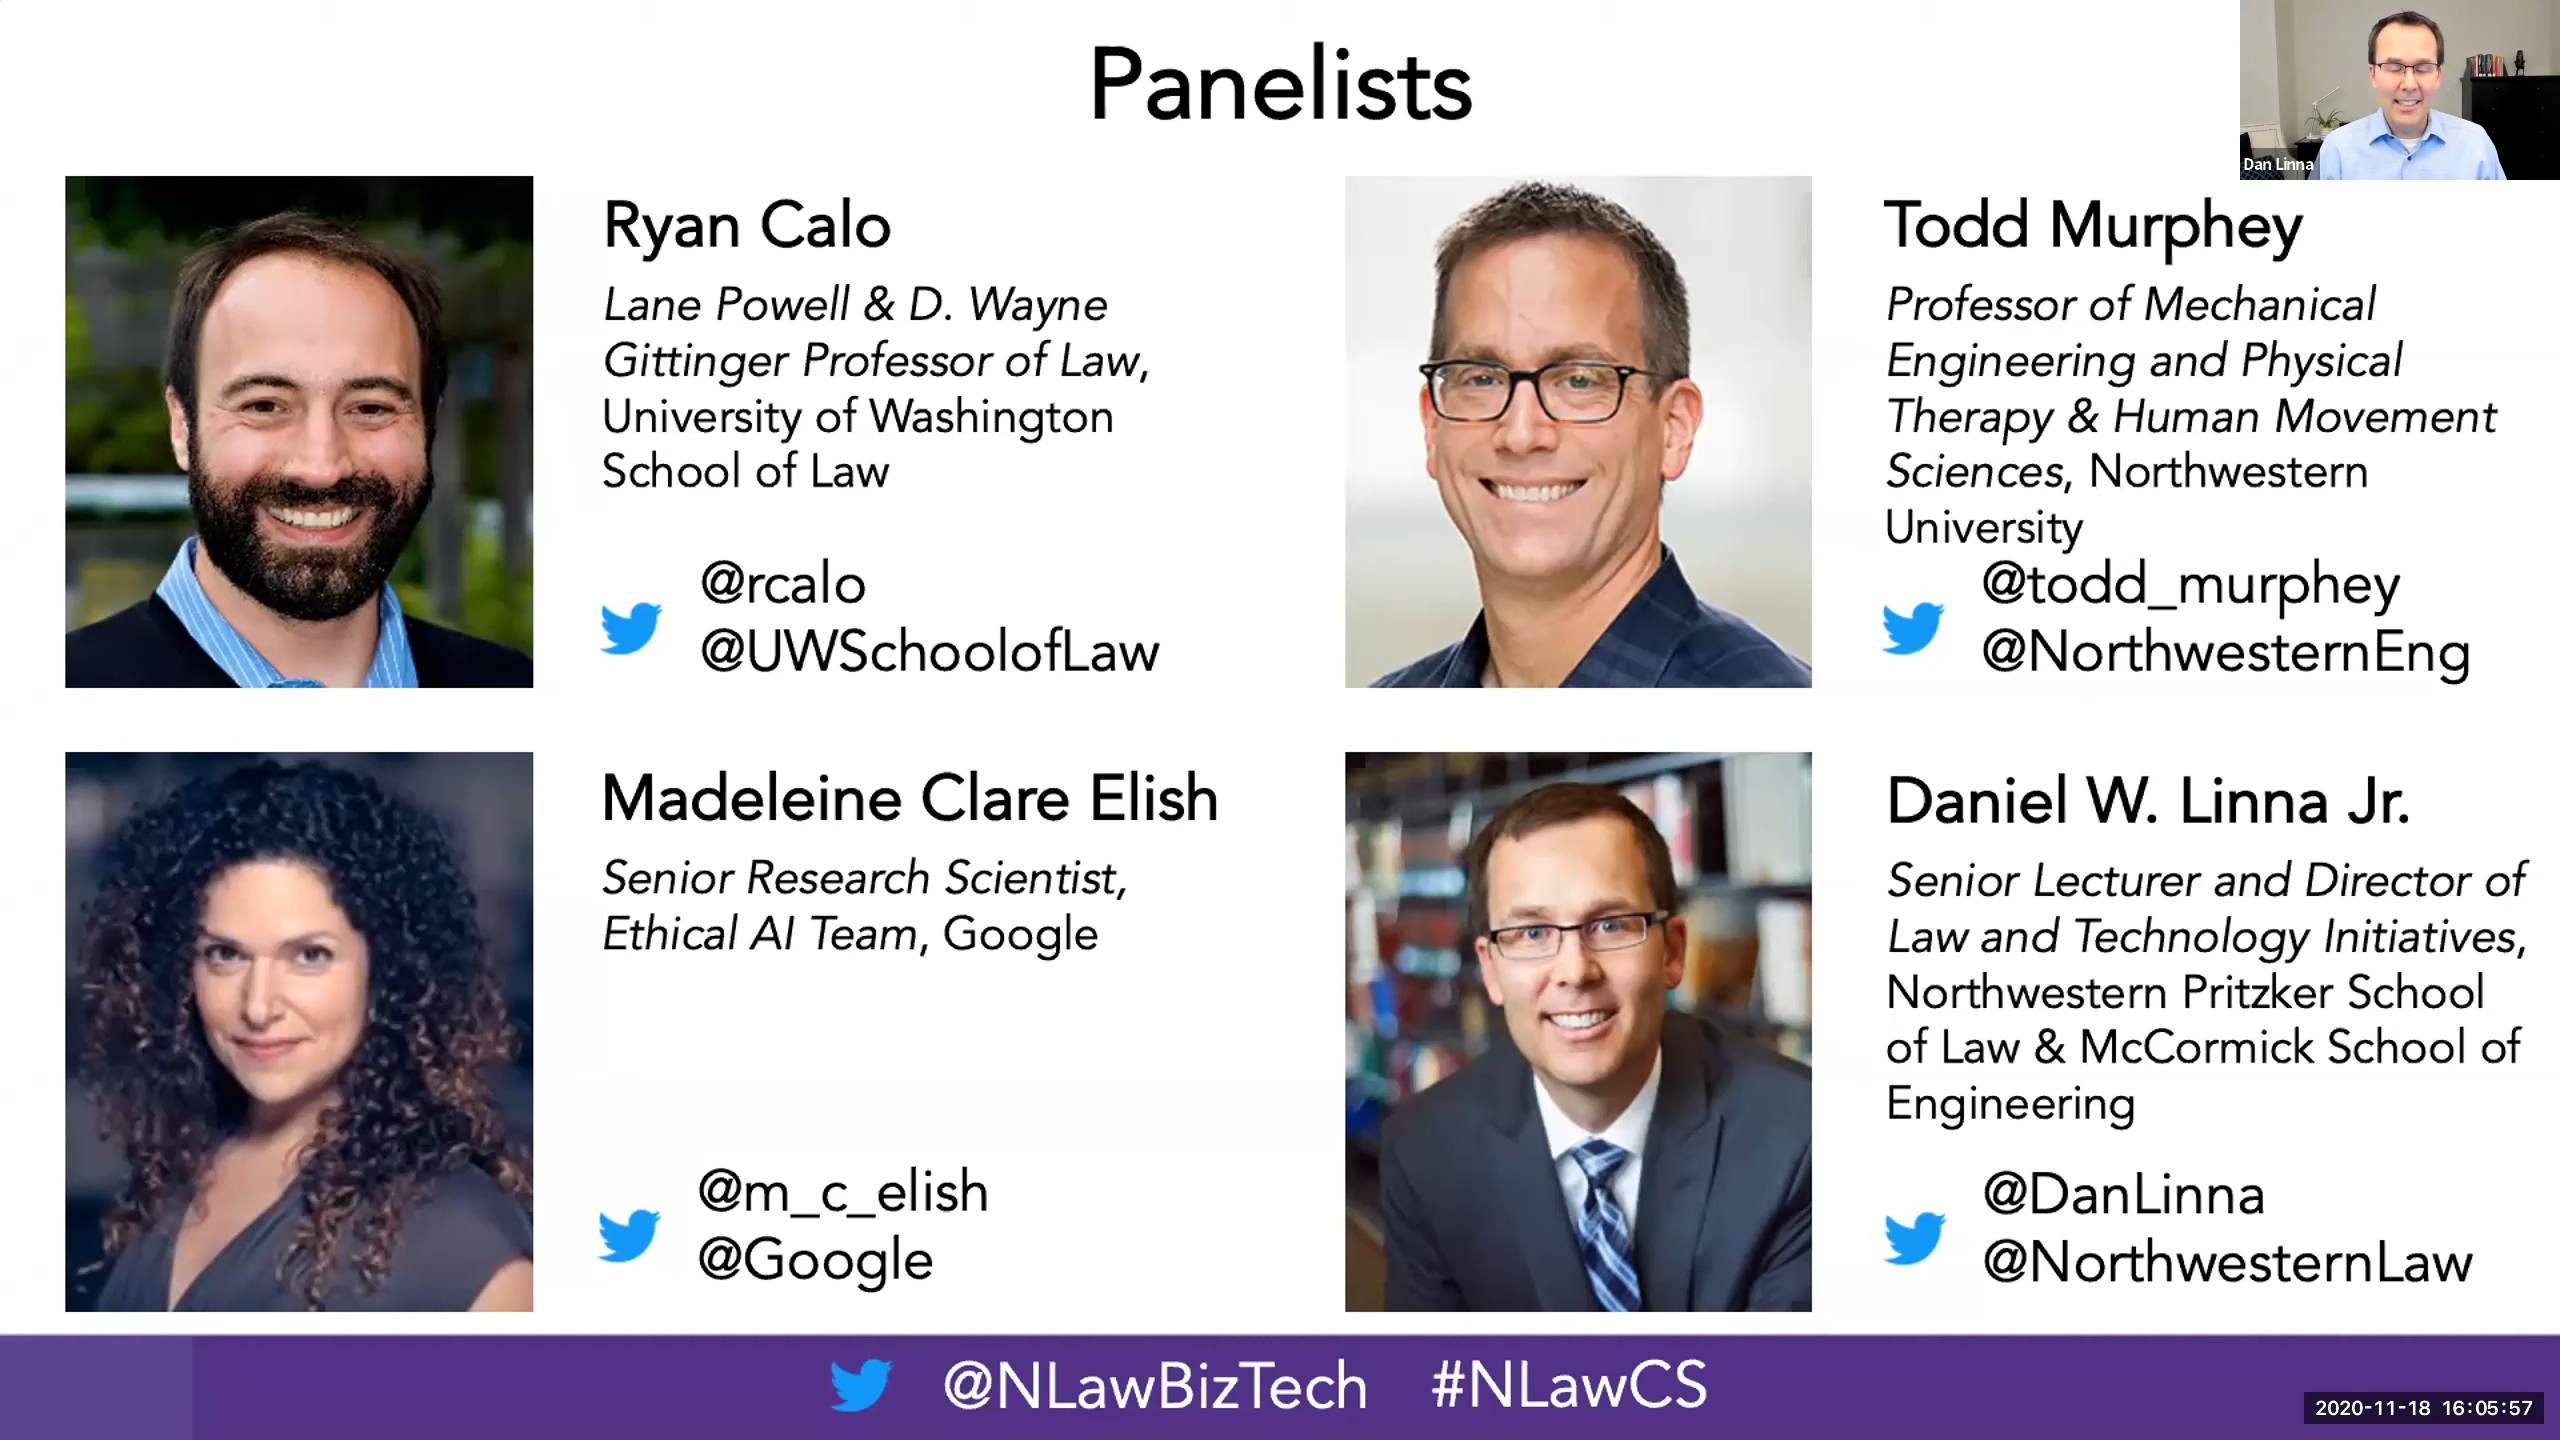 Panelists
Dan Linna
Ryan Calo
Lane Powell & D. Wayne
Gittinger Professor of Law,
University of Washington
School of Law
@rcalo
@UWSchoolofLaw
Todd Murphey
Professor of Mechanical
Engineering and Physical
Therapy & Human Movement
Sciences, Northwestern
University
@todd_murphey
@NorthwesternEng
Madeleine Clare Elish
Senior Research Scientist,
Ethical AI Team, Google
@m_c_elish
@Google
Daniel W. Linna Jr.
Senior Lecturer and Director of
Law and Technology Initiatives,
Northwestern Pritzker School
of Law & McCormick School of
Engineering
@DanLinna
@NorthwesternLaw
@NLawBizTech #NLawCS
2020-11-18 16:05:57